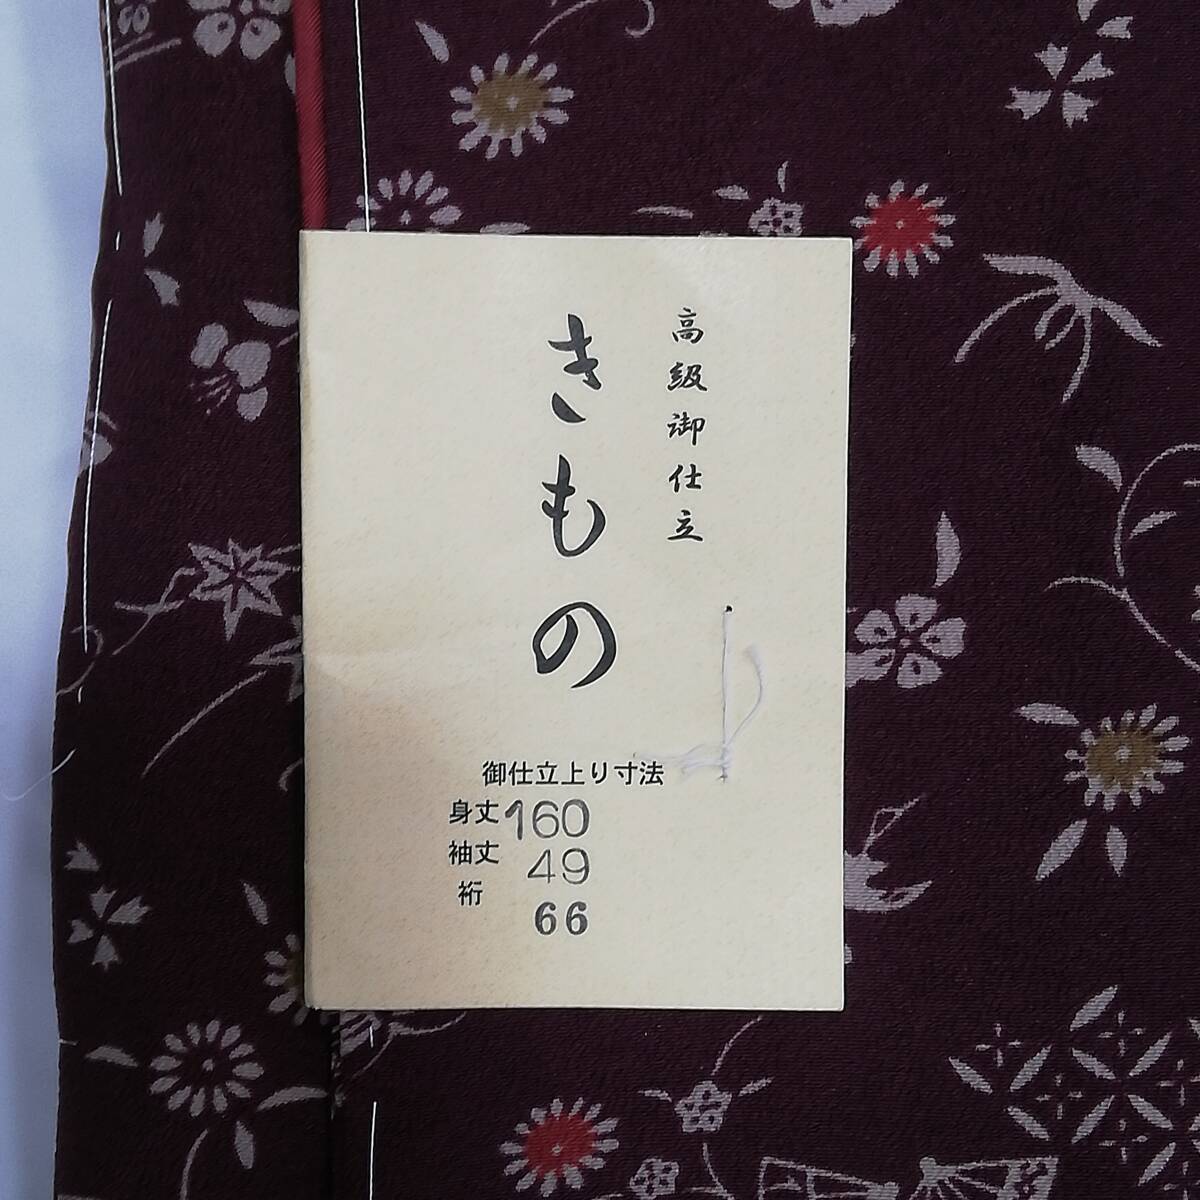 高級御仕立
きもの
御仕立上り寸法
身丈 160
袖丈 49
裄 66